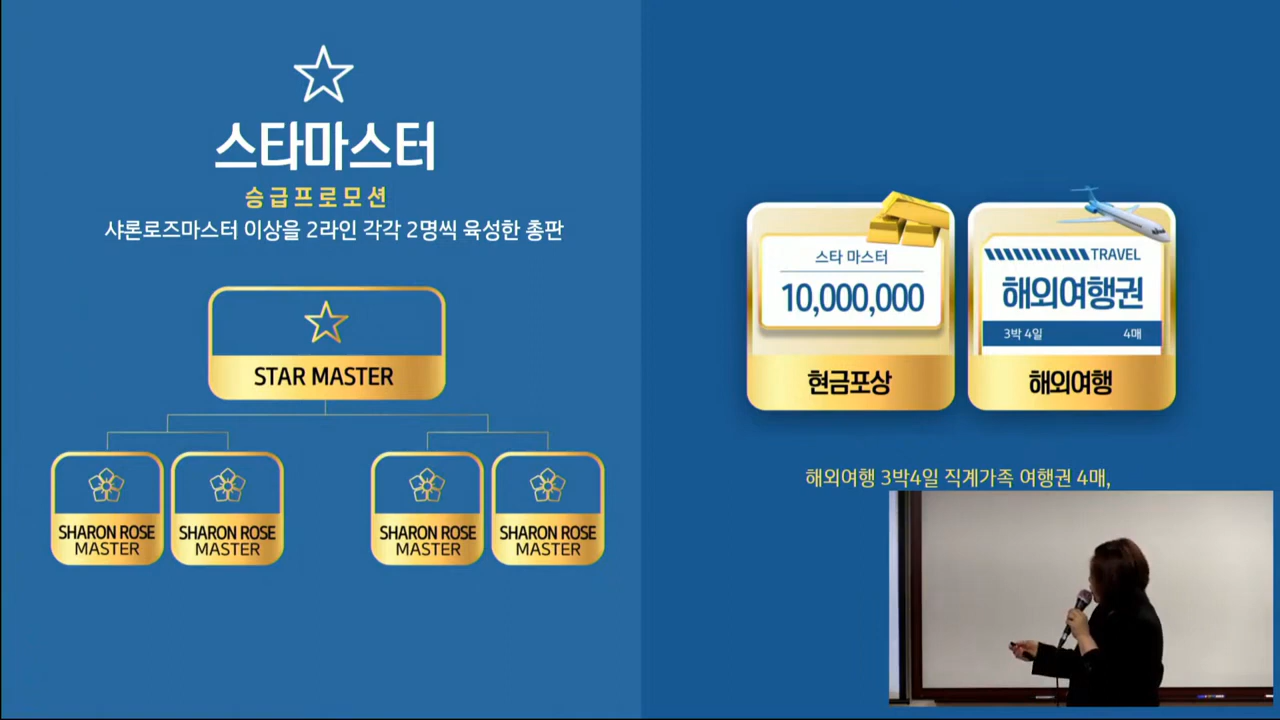 스타마스터
승급프로모션
샤론로즈마스터 이상을 2라인 각각 2명씩 육성한 총판
STAR MASTER
SHARON ROSE
MASTER
SHARON ROSE
MASTER
SHARON ROSE
MASTER
SHARON ROSE
MASTER
스타 마스터
10,000,000
현금포상
TRAVEL
해외여행권
3박 4일 4매
해외여행
해외여행 3박4일 직계가족 여행권 4매,